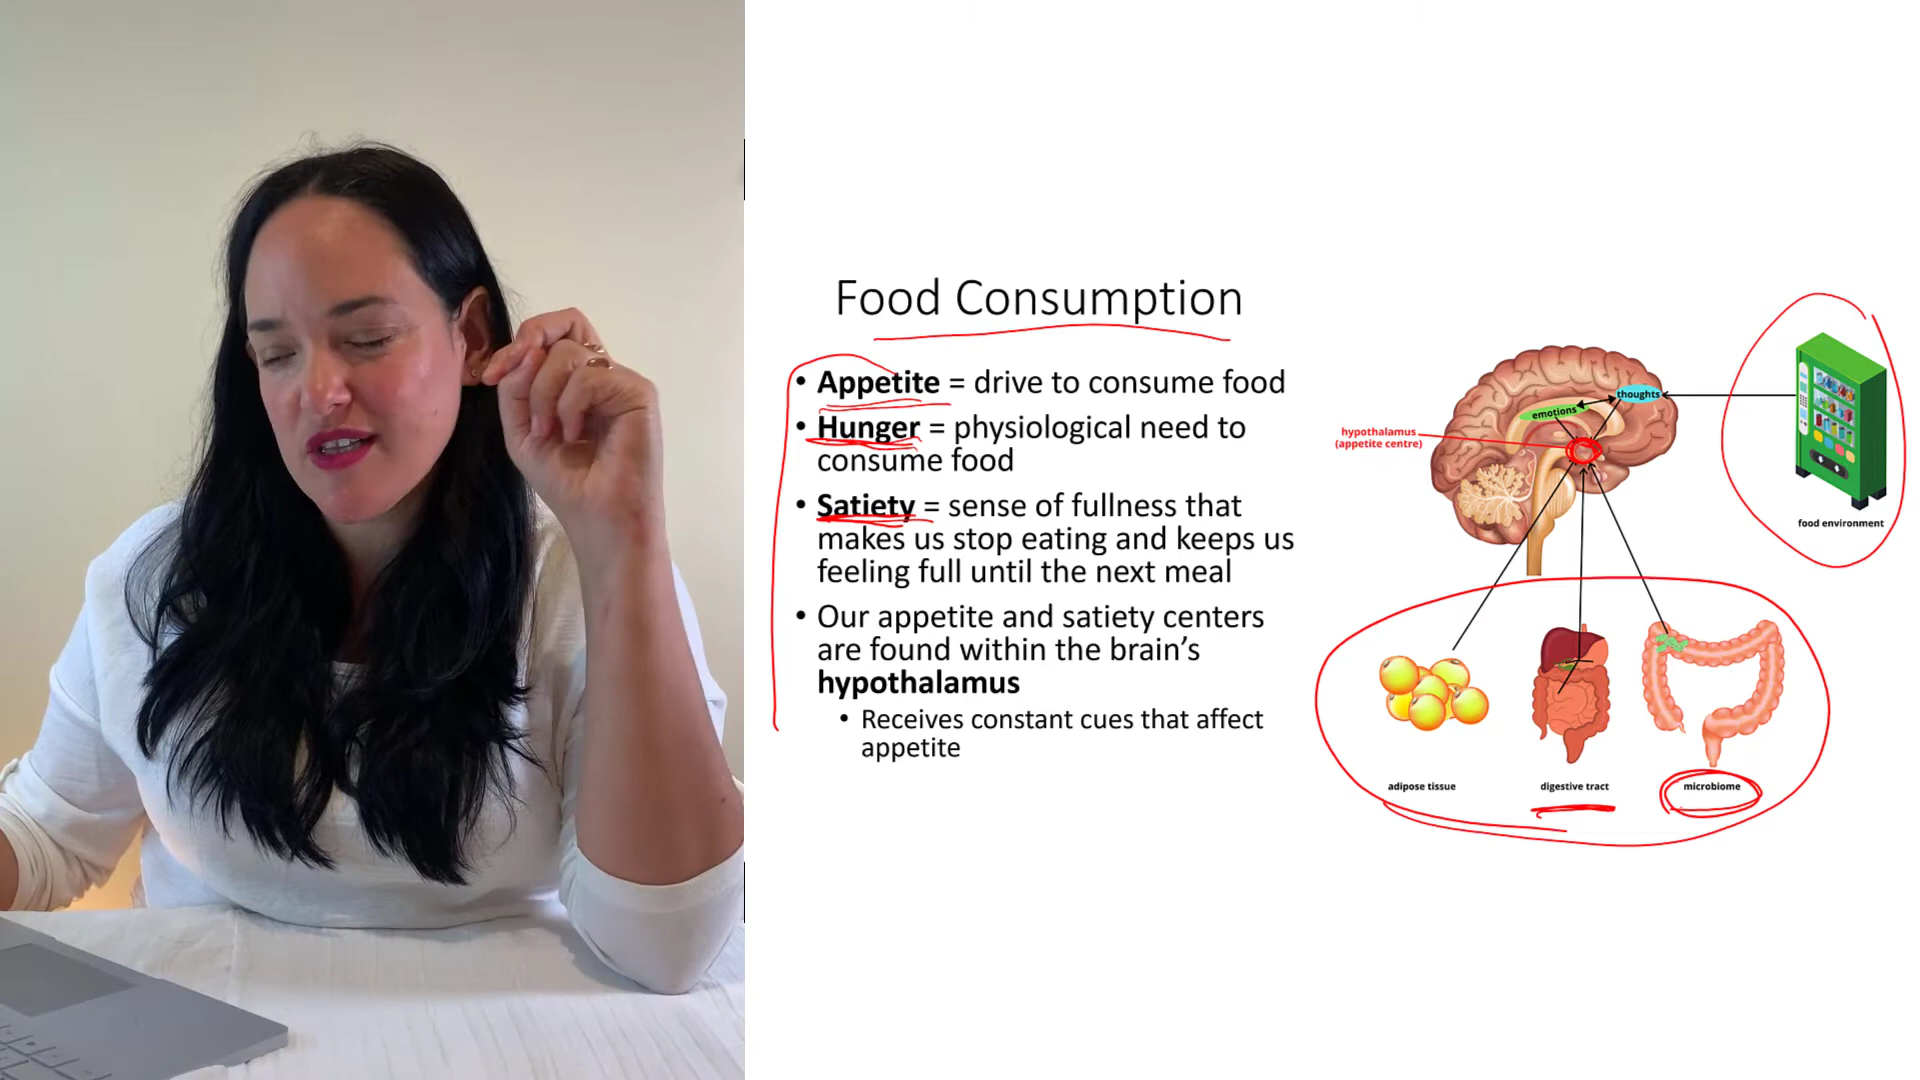 Food Consumption
• Appetite = drive to consume food
• Hunger = physiological need to
consume food
• Satiety = sense of fullness that
makes us stop eating and keeps us
feeling full until the next meal
• Our appetite and satiety centers
are found within the brain’s
hypothalamus
• Receives constant cues that affect
appetite
thoughts
emotions
hypothalamus
(appetite centre)
food environment
adipose tissue
digestive tract
microbiome